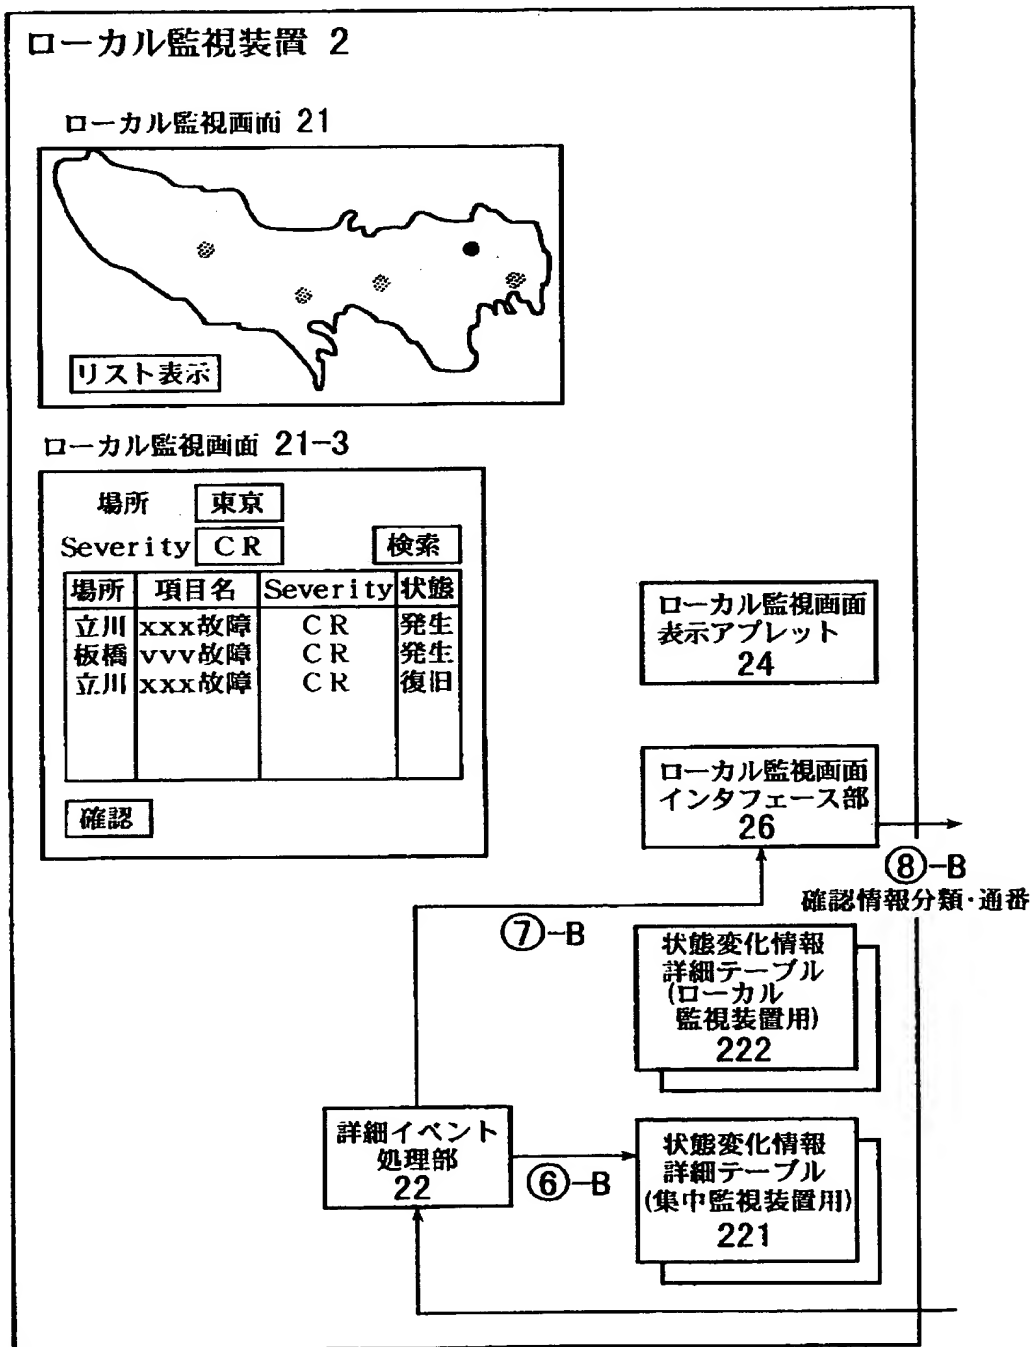 ローカル監視装置 2
ローカル監視画面 21
リスト表示
ローカル監視画面 21-3
場所 東京
Severity CR 検索
場所 項目名 Severity 状態
立川 xxx故障 CR 発生
板橋 vvv故障 CR 発生
立川 xxx故障 CR 復旧
確認
ローカル監視画面
表示アプレット
24
ローカル監視画面
インタフェース部
26
⑧-B
確認情報分類・通番
⑦-B
状態変化情報
詳細テーブル
(ローカル
監視装置用)
222
詳細イベント
処理部
22
⑥-B
状態変化情報
詳細テーブル
(集中監視装置用)
221